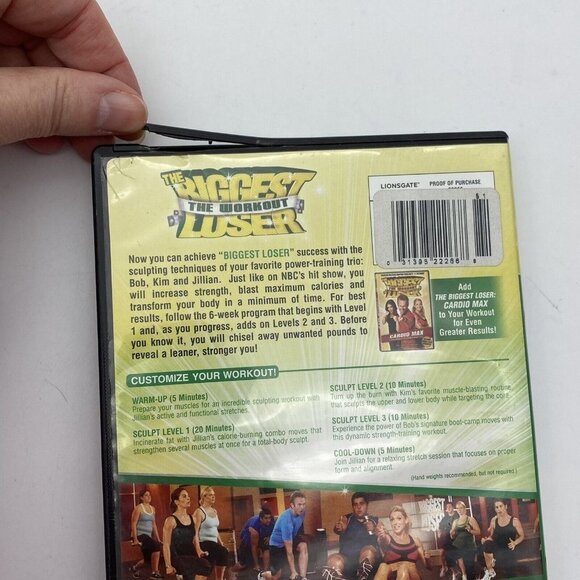 THE
BIGGEST
THE WORKOUT
LOSER
LIONSGATE PROOF OF PURCHASE
0 31395 22266 8
Now you can achieve "BIGGEST LOSER" success with the
sculpting techniques of your favorite power-training trio:
Bob, Kim and Jillian. Just like on NBC's hit show, you
will increase strength, blast maximum calories and
transform your body in a minimum of time. For best
results, follow the 6-week program that begins with Level
1 and, as you progress, adds on Levels 2 and 3. Before
you know it, you will chisel away unwanted pounds to
reveal a leaner, stronger you!
CARDIO MAX
Add
THE BIGGEST LOSER:
CARDIO MAX
to Your Workout
for Even
Greater Results!
CUSTOMIZE YOUR WORKOUT!
WARM-UP (5 Minutes)
Prepare your muscles for an incredible sculpting workout with
Jillian's active and functional stretches.
SCULPT LEVEL 1 (20 Minutes)
Incinerate fat with Jillian's calorie-burning combo moves that
strengthen several muscles at once for a total-body sculpt.
SCULPT LEVEL 2 (10 Minutes)
Turn up the burn with Kim's favorite muscle-blasting routine
that sculpts the upper and lower body while targeting the core.
SCULPT LEVEL 3 (10 Minutes)
Experience the power of Bob's signature boot-camp moves with
this dynamic strength-training workout.
COOL-DOWN (5 Minutes)
Join Jillian for a relaxing stretch session that focuses on proper
form and alignment.
(Hand weights recommended, but not required.)